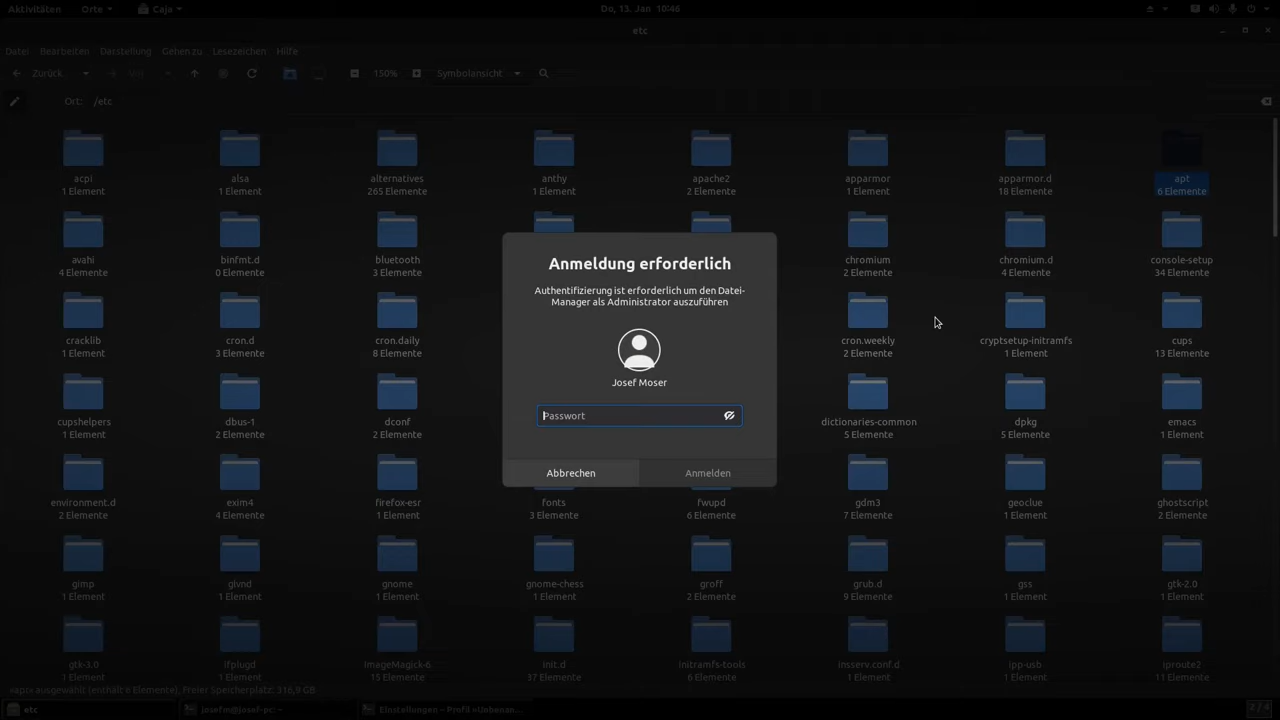 Aktivitäten Orte Caja Do, 13. Jan 10:46
etc
Datei Bearbeiten Darstellung Gehen zu Lesezeichen Hilfe
Zurück Vor 150% Symbolansicht
Ort: /etc
acpi alsa alternatives anthy apache2 apparmor apparmor.d apt
1 Element 1 Element 265 Elemente 1 Element 2 Elemente 1 Element 18 Elemente 6 Elemente
avahi binfmt.d bluetooth chromium chromium.d console-setup
4 Elemente 0 Elemente 3 Elemente 2 Elemente 4 Elemente 34 Elemente
cracklib cron.d cron.daily cron.weekly cryptsetup-initramfs cups
1 Element 3 Elemente 8 Elemente 2 Elemente 1 Element 13 Elemente
cupshelpers dbus-1 dconf dictionaries-common dpkg emacs
1 Element 2 Elemente 2 Elemente 5 Elemente 5 Elemente 1 Element
Anmeldung erforderlich
Authentifizierung ist erforderlich um den Datei-
Manager als Administrator auszuführen
Josef Moser
Passwort
Abbrechen Anmelden
environment.d exim4 firefox-esr fonts fwupd gdm3 geoclue ghostscript
2 Elemente 4 Elemente 1 Element 3 Elemente 6 Elemente 7 Elemente 1 Element 2 Elemente
gimp glvnd gnome gnome-chess groff grub.d gss gtk-2.0
1 Element 1 Element 1 Element 1 Element 2 Elemente 9 Elemente 1 Element 1 Element
gtk-3.0 ifplugd imageMagick-6 init.d initramfs-tools insserv.conf.d ipp-usb iproute2
1 Element 1 Element 15 Elemente 37 Elemente 6 Elemente 1 Element 1 Element 11 Elemente
«apt» ausgewählt (enthält 6 Elemente), Freier Speicherplatz: 316,9 GB
etc josefm@josef-pc: ~ Einstellungen – Profil «Unbenan... 2 / 4